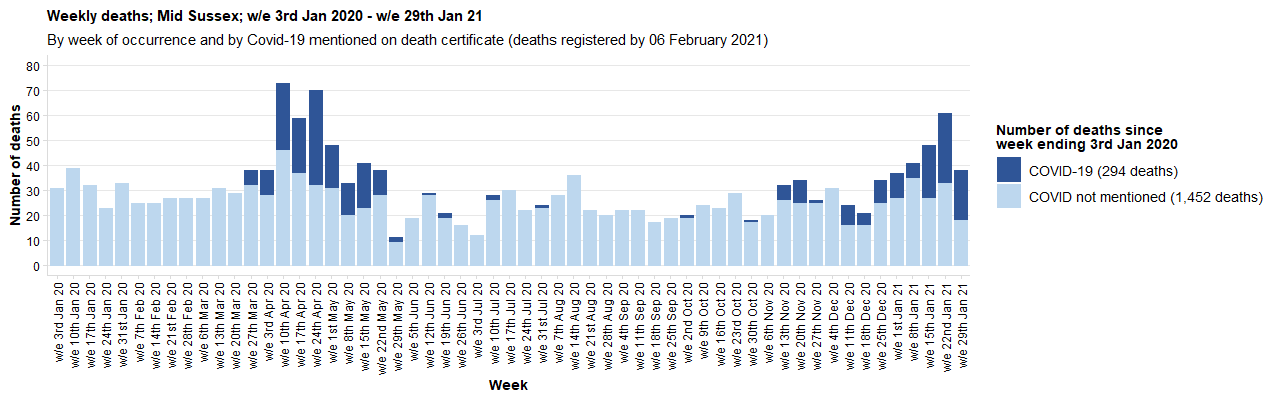 Weekly deaths; Mid Sussex; w/e 3rd Jan 2020 - w/e 29th Jan 21
By week of occurrence and by Covid-19 mentioned on death certificate (deaths registered by 06 February 2021)
Number of deaths
80
70
60
50
40
30
20
10
0
w/e 3rd Jan 20
w/e 10th Jan 20
w/e 17th Jan 20
w/e 24th Jan 20
w/e 31st Jan 20
w/e 7th Feb 20
w/e 14th Feb 20
w/e 21st Feb 20
w/e 28th Feb 20
w/e 6th Mar 20
w/e 13th Mar 20
w/e 20th Mar 20
w/e 27th Mar 20
w/e 3rd Apr 20
w/e 10th Apr 20
w/e 17th Apr 20
w/e 24th Apr 20
w/e 1st May 20
w/e 8th May 20
w/e 15th May 20
w/e 22nd May 20
w/e 29th May 20
w/e 5th Jun 20
w/e 12th Jun 20
w/e 19th Jun 20
w/e 26th Jun 20
w/e 3rd Jul 20
w/e 10th Jul 20
w/e 17th Jul 20
w/e 24th Jul 20
w/e 31st Jul 20
w/e 7th Aug 20
w/e 14th Aug 20
w/e 21st Aug 20
w/e 28th Aug 20
w/e 4th Sep 20
w/e 11th Sep 20
w/e 18th Sep 20
w/e 25th Sep 20
w/e 2nd Oct 20
w/e 9th Oct 20
w/e 16th Oct 20
w/e 23rd Oct 20
w/e 30th Oct 20
w/e 6th Nov 20
w/e 13th Nov 20
w/e 20th Nov 20
w/e 27th Nov 20
w/e 4th Dec 20
w/e 11th Dec 20
w/e 18th Dec 20
w/e 25th Dec 20
w/e 1st Jan 21
w/e 8th Jan 21
w/e 15th Jan 21
w/e 22nd Jan 21
w/e 29th Jan 21
Week
Number of deaths since
week ending 3rd Jan 2020
COVID-19 (294 deaths)
COVID not mentioned (1,452 deaths)